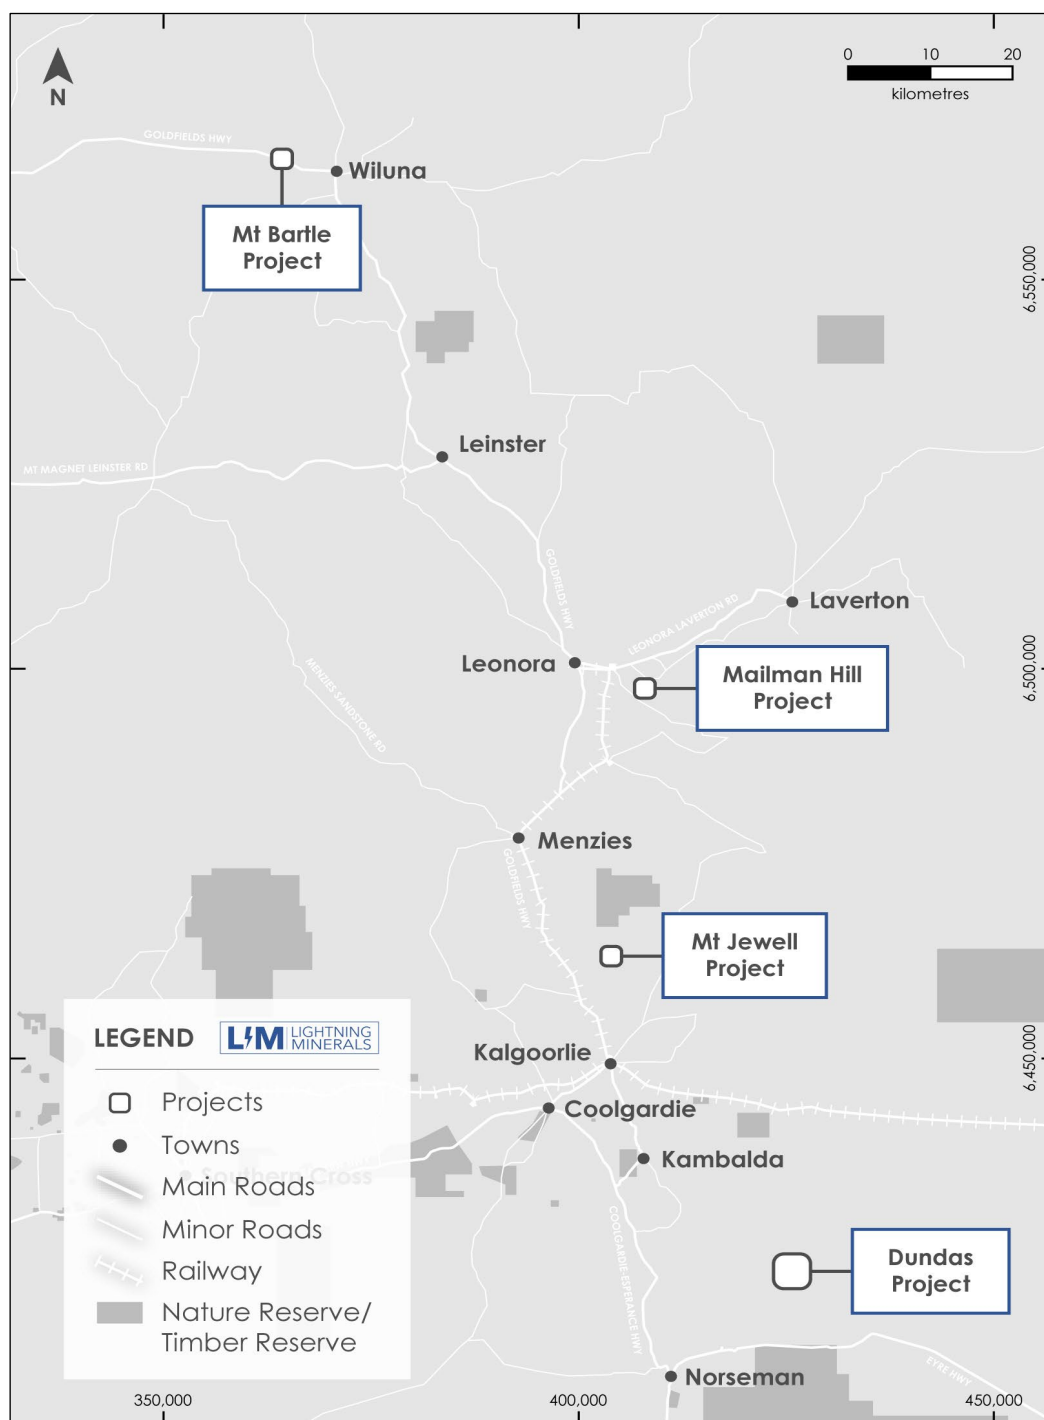 0 10 20
kilometres
N
GOLDFIELDS HWY
Wiluna
Mt Bartle
Project
6,550,000
Leinster
MT MAGNET LEINSTER RD
GOLDFIELDS HWY
Laverton
LEONORA LAVERTON RD
Leonora
6,500,000
Mailman Hill
Project
MENZIES SANDSTONE RD
Menzies
GOLDFIELDS HWY
Mt Jewell
Project
LEGEND
LM LIGHTNING
MINERALS
Kalgoorlie
6,450,000
Projects
Coolgardie
Towns
Kambalda
Southern Cross
Main Roads
Minor Roads
COOLGARDIE-ESPERANCE HWY
Railway
Dundas
Project
Nature Reserve/
Timber Reserve
EYRE HWY
Norseman
350,000 400,000 450,000